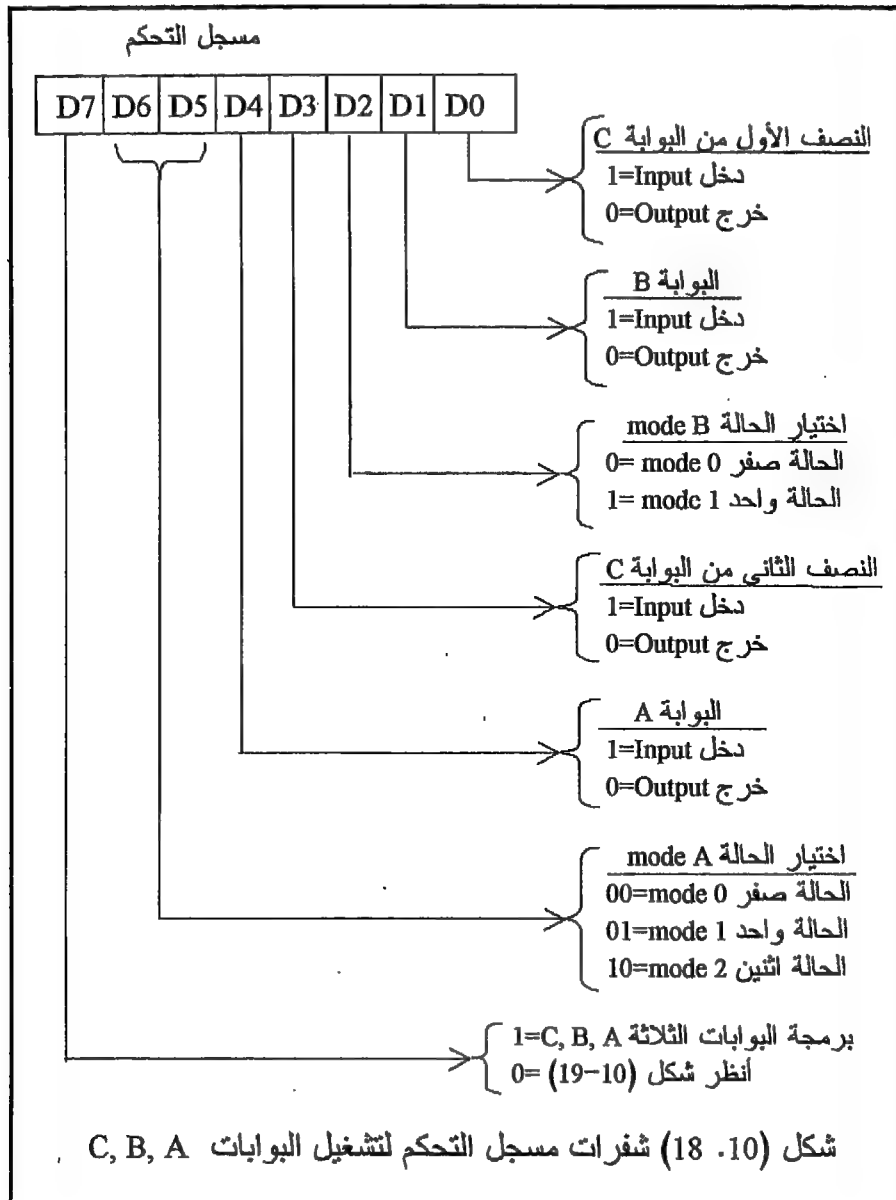 مسجل التحكم
D7 D6 D5 D4 D3 D2 D1 D0
النصف الأول من البوابة C
دخل 1=Input
خرج 0=Output
البوابة B
دخل 1=Input
خرج 0=Output
اختيار الحالة mode B
الحالة صفر 0= mode 0
الحالة واحد 1= mode 1
النصف الثانى من البوابة C
دخل 1=Input
خرج 0=Output
البوابة A
دخل 1=Input
خرج 0=Output
اختيار الحالة mode A
الحالة صفر 00=mode 0
الحالة واحد 01=mode 1
الحالة اثنين 10=mode 2
برمجة البوابات الثلاثة 1=C, B, A
أنظر شكل (10-19) =0
شكل (10. 18) شفرات مسجل التحكم لتشغيل البوابات C, B, A